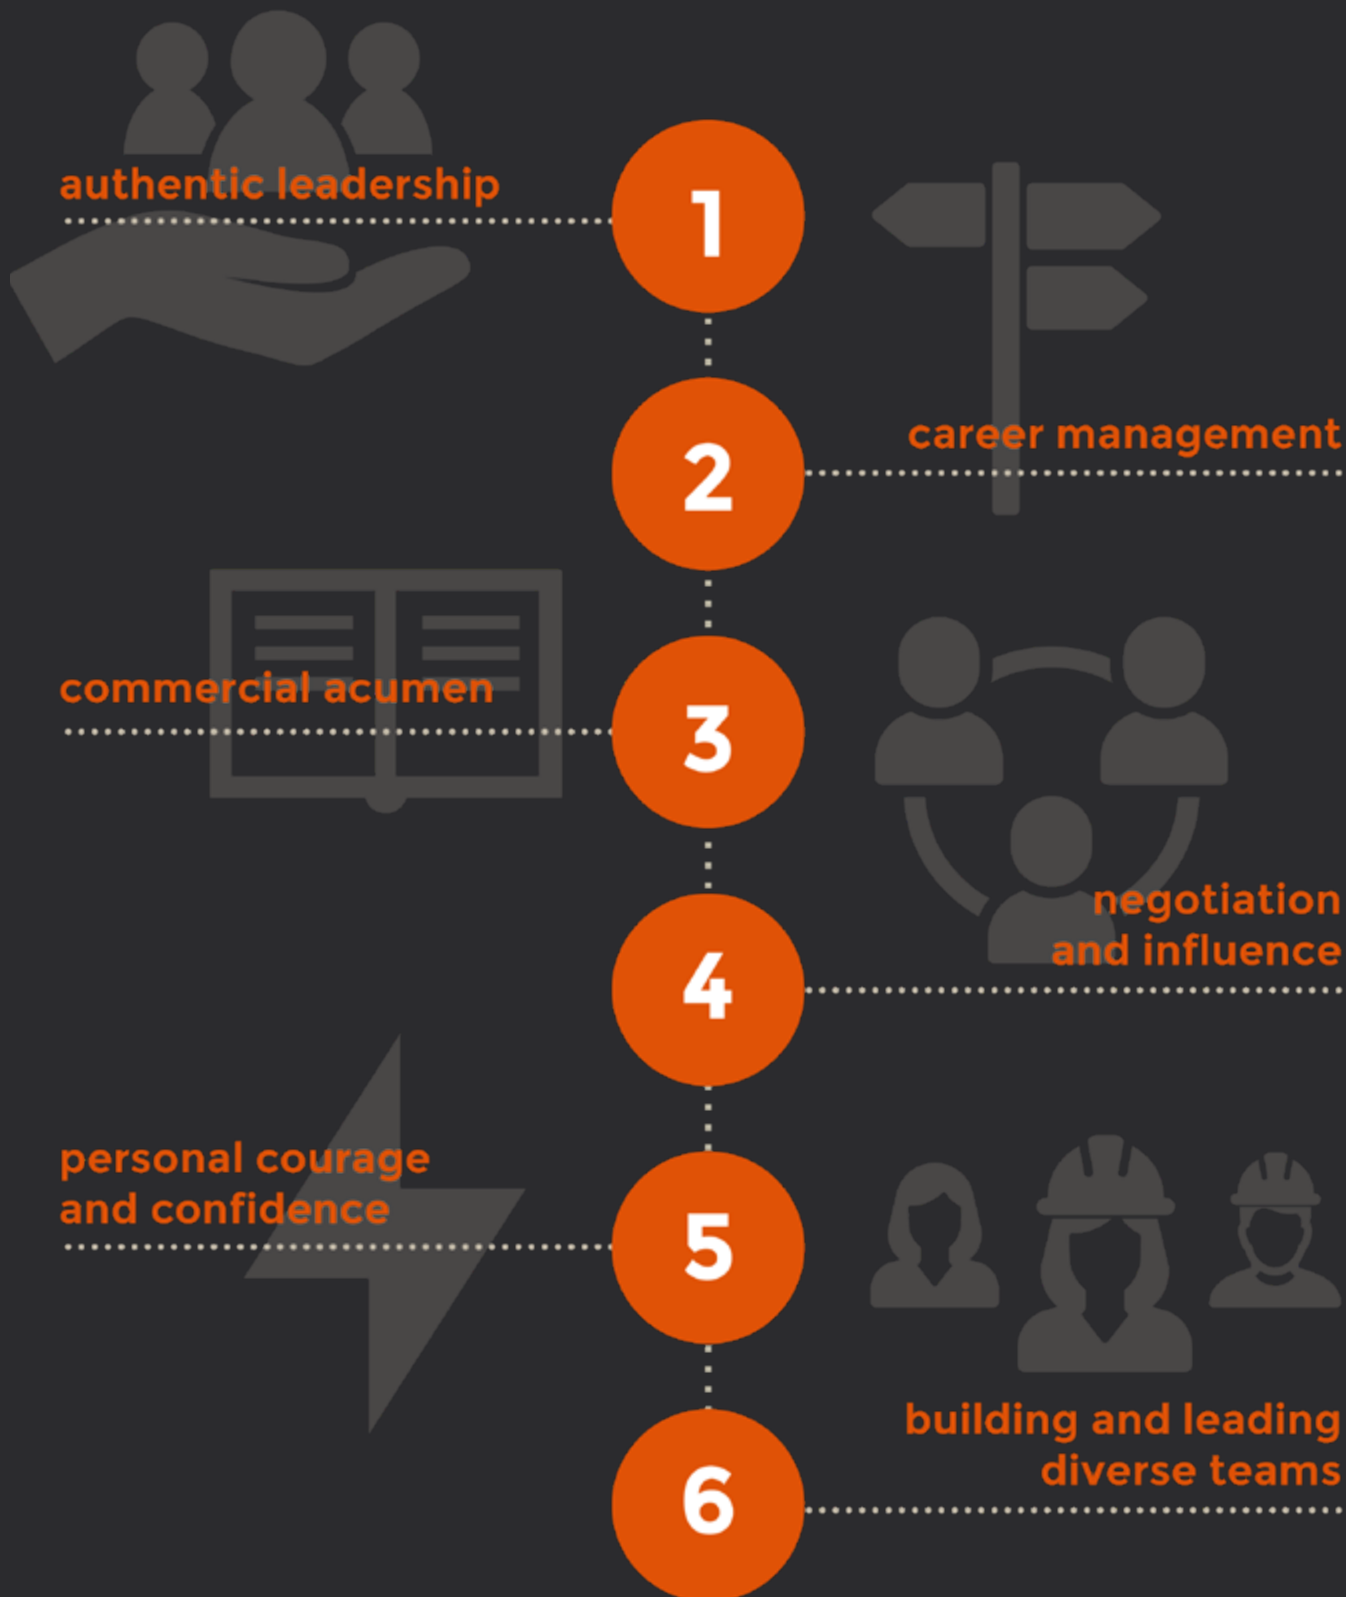 authentic leadership
1
2
career management
commercial acumen
3
negotiation
and influence
4
personal courage
and confidence
5
building and leading
diverse teams
6